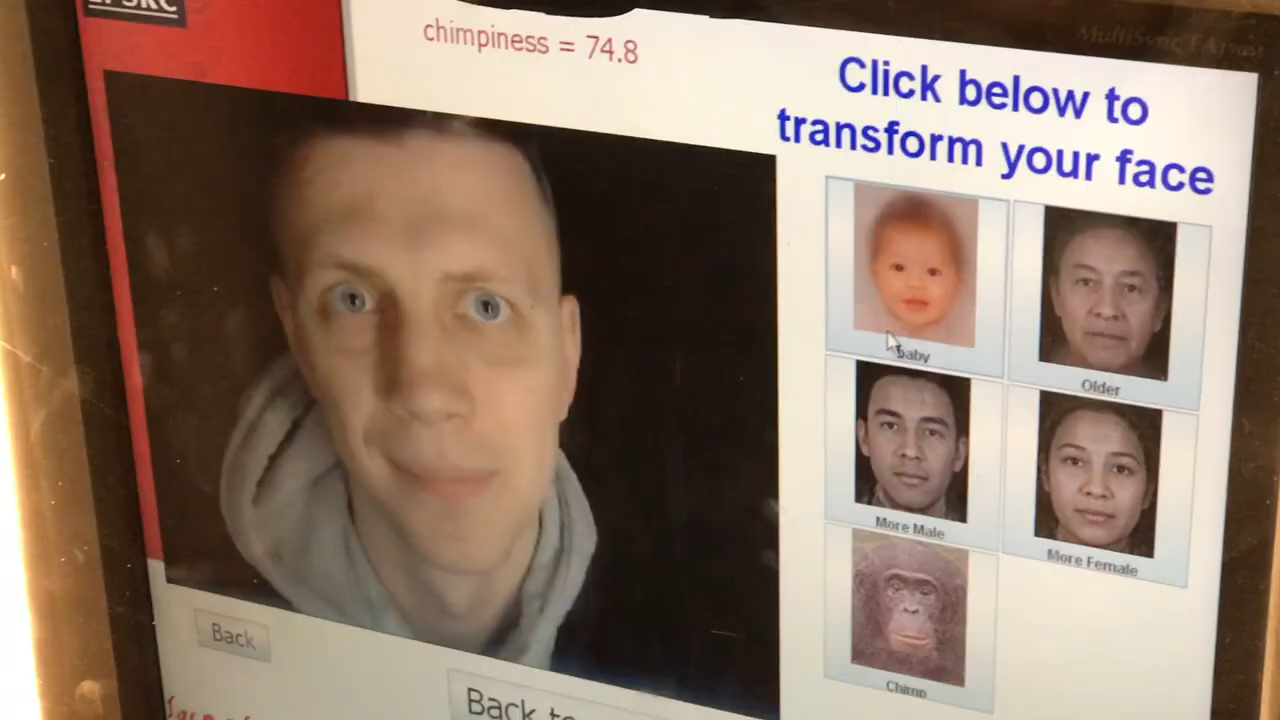 chimpiness = 74.8
Click below to
transform your face
Baby
Older
More Male
More Female
Chimp
Back
Back to